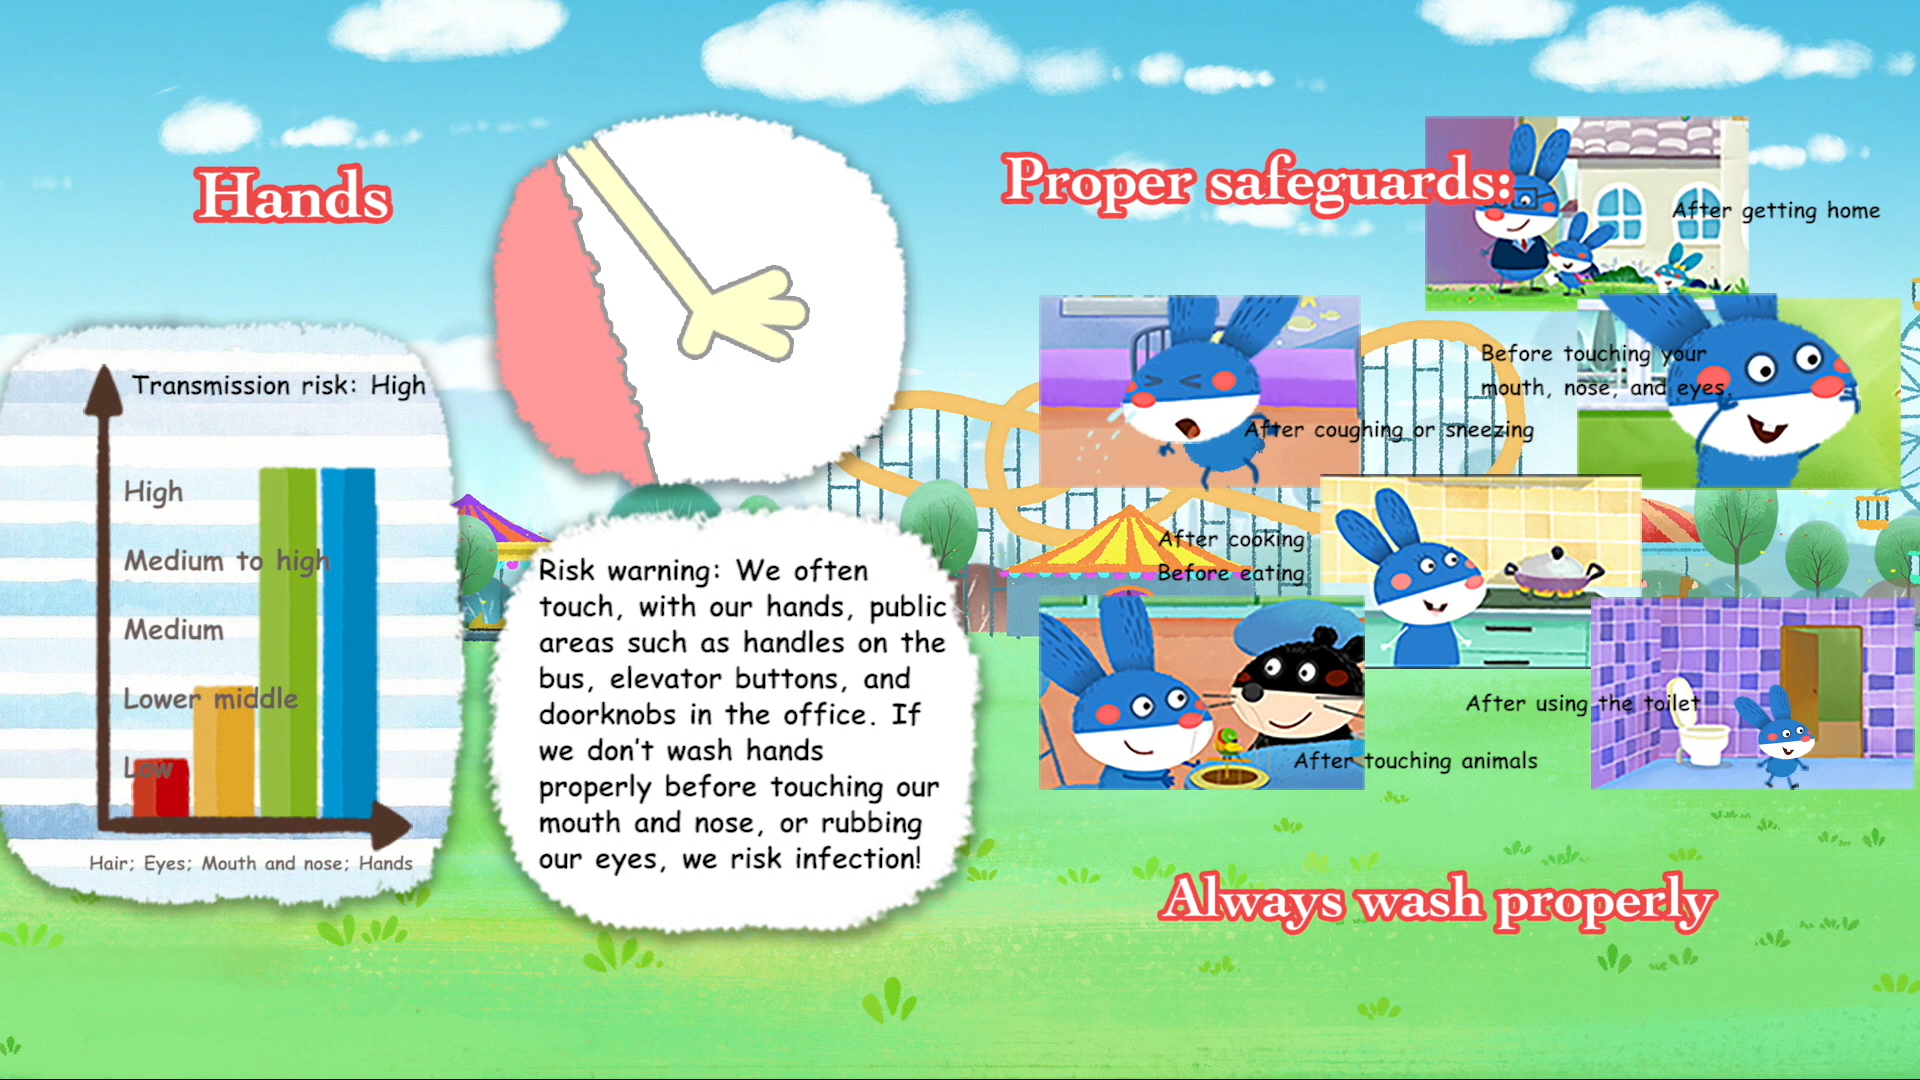 Hands
Transmission risk: High
High
Medium to high
Medium
Lower middle
Low
Hair; Eyes; Mouth and nose; Hands
Risk warning: We often
touch, with our hands, public
areas such as handles on the
bus, elevator buttons, and
doorknobs in the office. If
we don't wash hands
properly before touching our
mouth and nose, or rubbing
our eyes, we risk infection!
Proper safeguards:
After getting home
Before touching your
mouth, nose, and eyes.
After coughing or sneezing
After cooking
Before eating
After using the toilet
After touching animals
Always wash properly